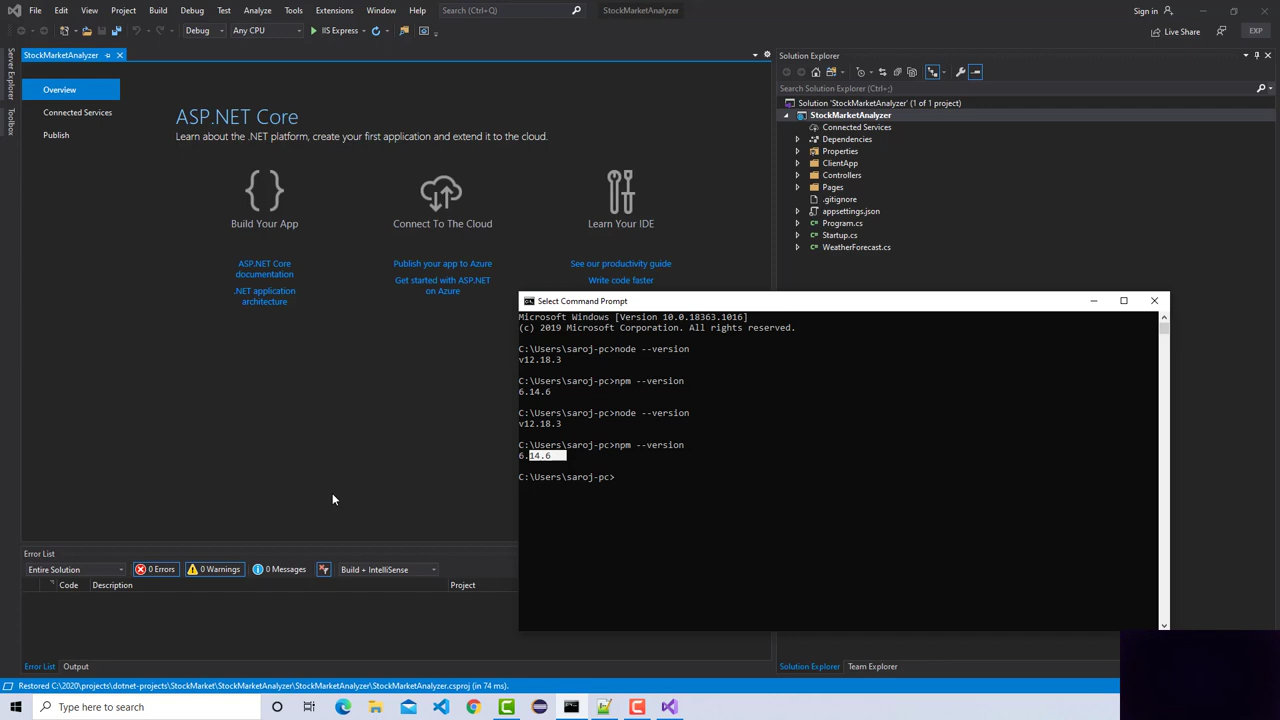 File Edit View Project Build Debug Test Analyze Tools Extensions Window Help Search (Ctrl+Q) StockMarketAnalyzer Sign in
Debug Any CPU IIS Express Live Share EXP
Server Explorer
Toolbox
StockMarketAnalyzer
Overview
Connected Services
Publish
ASP.NET Core
Learn about the .NET platform, create your first application and extend it to the cloud.
Build Your App
ASP.NET Core
documentation
.NET application
architecture
Connect To The Cloud
Publish your app to Azure
Get started with ASP.NET
on Azure
Learn Your IDE
See our productivity guide
Write code faster
Solution Explorer
Search Solution Explorer (Ctrl+;)
Solution 'StockMarketAnalyzer' (1 of 1 project)
StockMarketAnalyzer
Connected Services
Dependencies
Properties
ClientApp
Controllers
Pages
.gitignore
appsettings.json
Program.cs
Startup.cs
WeatherForecast.cs
Select Command Prompt
Microsoft Windows [Version 10.0.18363.1016]
(c) 2019 Microsoft Corporation. All rights reserved.
C:\Users\saroj-pc>node --version
v12.18.3
C:\Users\saroj-pc>npm --version
6.14.6
C:\Users\saroj-pc>node --version
v12.18.3
C:\Users\saroj-pc>npm --version
6.14.6
C:\Users\saroj-pc>
Error List
Entire Solution 0 Errors 0 Warnings 0 Messages Build + IntelliSense
Code Description Project
Error List Output
Solution Explorer Team Explorer
Restored C:\2020\projects\dotnet-projects\StockMarket\StockMarketAnalyzer\StockMarketAnalyzer\StockMarketAnalyzer.csproj (in 74 ms).
Type here to search